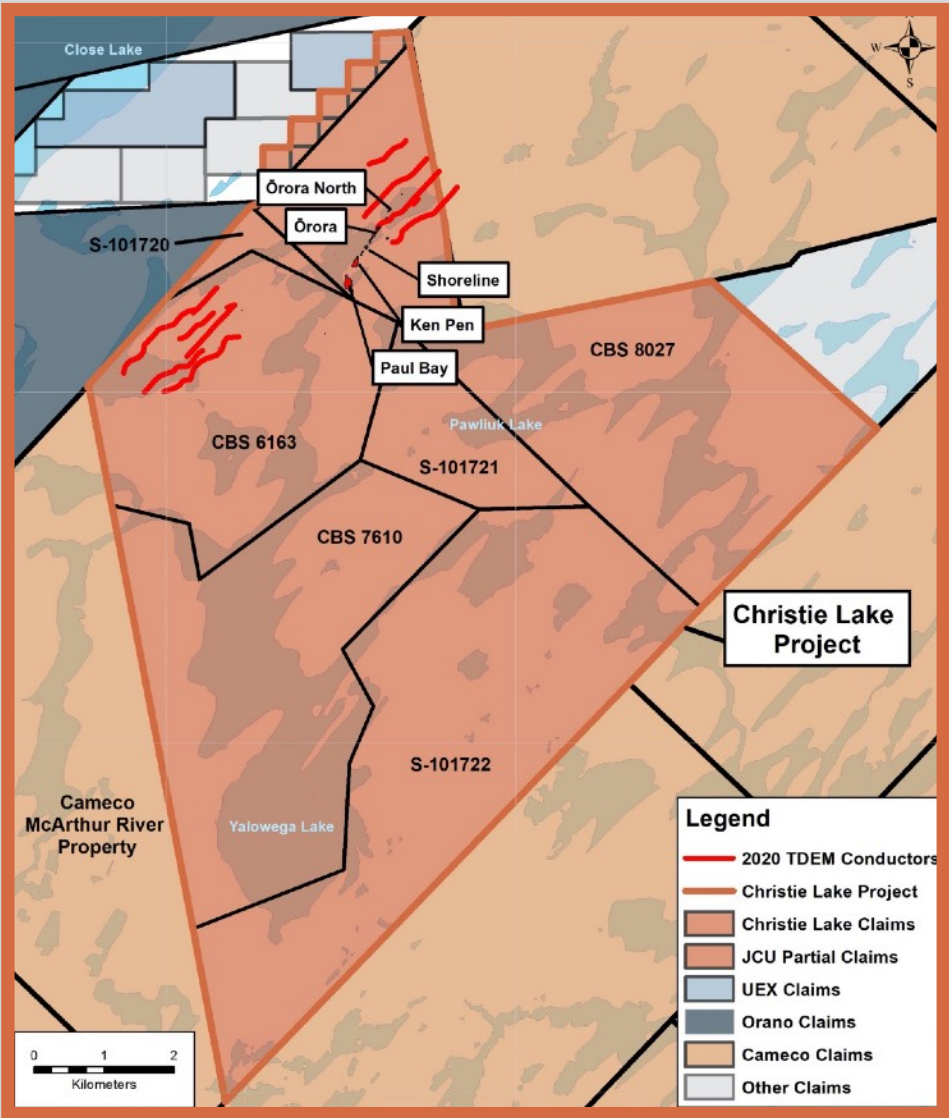 Close Lake
W
S
Ōrora North
Ōrora
S-101720
Shoreline
Ken Pen
Paul Bay
CBS 8027
Pawliuk Lake
CBS 6163
S-101721
CBS 7610
Christie Lake
Project
S-101722
Cameco
McArthur River
Property
Yalowega Lake
Legend
2020 TDEM Conductors
Christie Lake Project
Christie Lake Claims
JCU Partial Claims
UEX Claims
Orano Claims
Cameco Claims
Other Claims
0 1 2
Kilometers